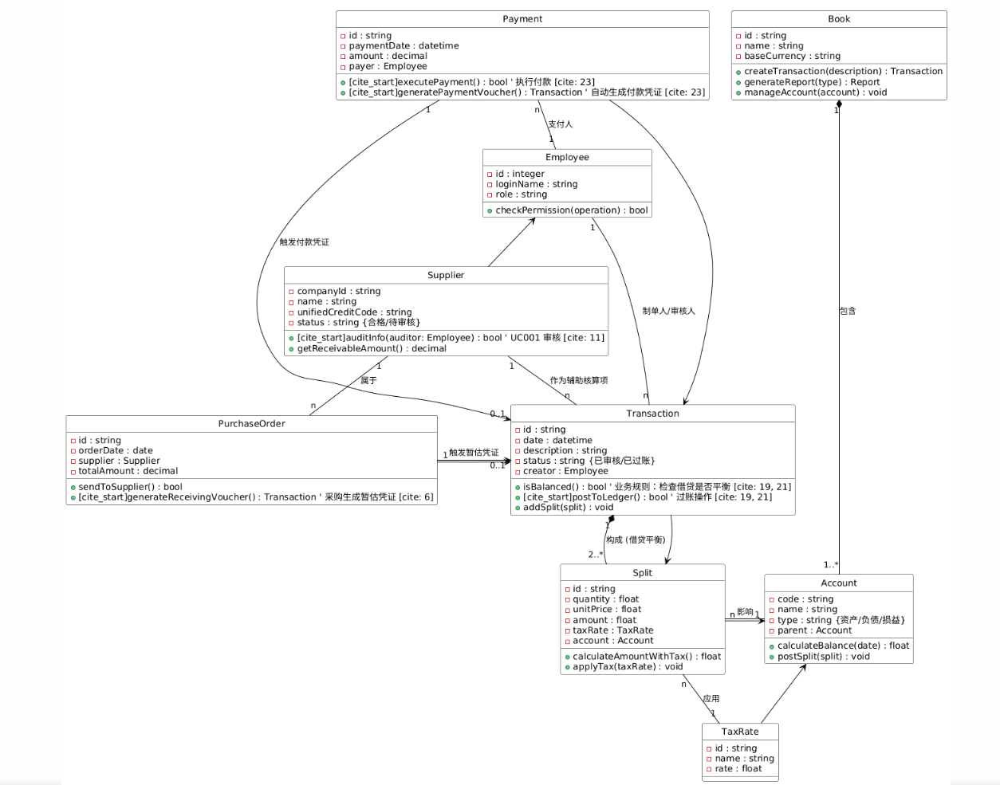 Payment
id : string
paymentDate : datetime
amount : decimal
payer : Employee
[cite_start]executePayment() : bool ' 执行付款 [cite: 23]
[cite_start]generatePaymentVoucher() : Transaction ' 自动生成付款凭证 [cite: 23]
Book
id : string
name : string
baseCurrency : string
createTransaction(description) : Transaction
generateReport(type) : Report
manageAccount(account) : void
1
n
1
支付人
1
Employee
id : integer
loginName : string
role : string
checkPermission(operation) : bool
1
触发付款凭证
Supplier
companyId : string
name : string
unifiedCreditCode : string
status : string {合格/待审核}
[cite_start]auditInfo(auditor: Employee) : bool ' UC001 审核 [cite: 11]
getReceivableAmount() : decimal
制单人/审核人
包含
1
属于
n
1
作为辅助核算项
n
n
0..1
PurchaseOrder
id : string
orderDate : date
supplier : Supplier
totalAmount : decimal
sendToSupplier() : bool
[cite_start]generateReceivingVoucher() : Transaction ' 采购生成暂估凭证 [cite: 6]
1
触发暂估凭证
0..1
Transaction
id : string
date : datetime
description : string
status : string {已审核/已过账}
creator : Employee
isBalanced() : bool ' 业务规则：检查借贷是否平衡 [cite: 19, 21]
[cite_start]postToLedger() : bool ' 过账操作 [cite: 19, 21]
addSplit(split) : void
1
构成 (借贷平衡)
2..*
1..*
Split
id : string
quantity : float
unitPrice : float
amount : float
taxRate : TaxRate
account : Account
calculateAmountWithTax() : float
applyTax(taxRate) : void
n
影响
1
Account
code : string
name : string
type : string {资产/负债/损益}
parent : Account
calculateBalance(date) : float
postSplit(split) : void
n
应用
1
TaxRate
id : string
name : string
rate : float